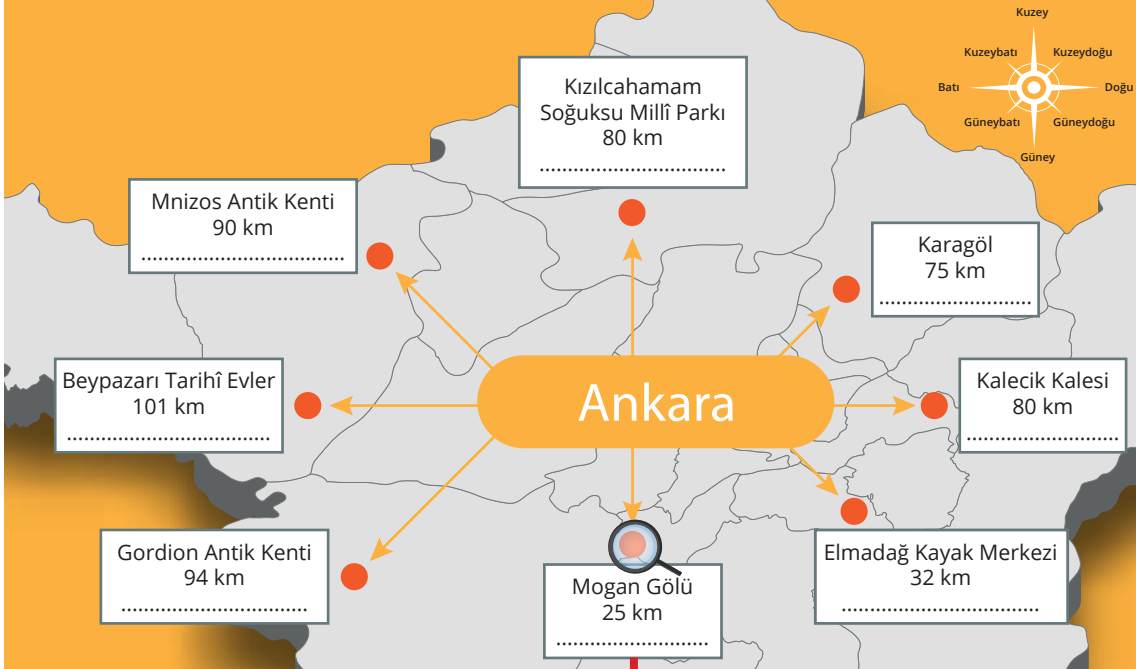 Kuzey
Kuzeybatı Kuzeydoğu
Batı Doğu
Güneybatı Güneydoğu
Güney
Kızılcahamam
Soğuksu Millî Parkı
80 km
..................................
Mnizos Antik Kenti
90 km
..................................
Karagöl
75 km
..........................
Beypazarı Tarihî Evler
101 km
..................................
Ankara
Kalecik Kalesi
80 km
..........................
Gordion Antik Kenti
94 km
...............................
Mogan Gölü
25 km
..........................
Elmadağ Kayak Merkezi
32 km
..................................